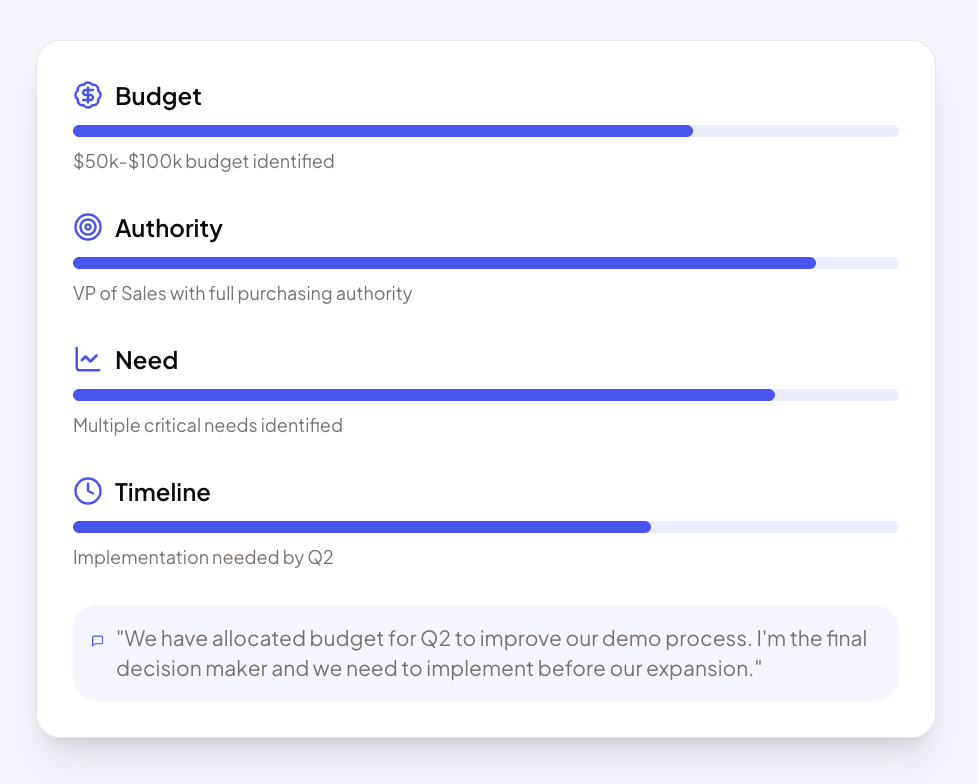 Budget
$50k-$100k budget identified
Authority
VP of Sales with full purchasing authority
Need
Multiple critical needs identified
Timeline
Implementation needed by Q2
"We have allocated budget for Q2 to improve our demo process. I'm the final
decision maker and we need to implement before our expansion."